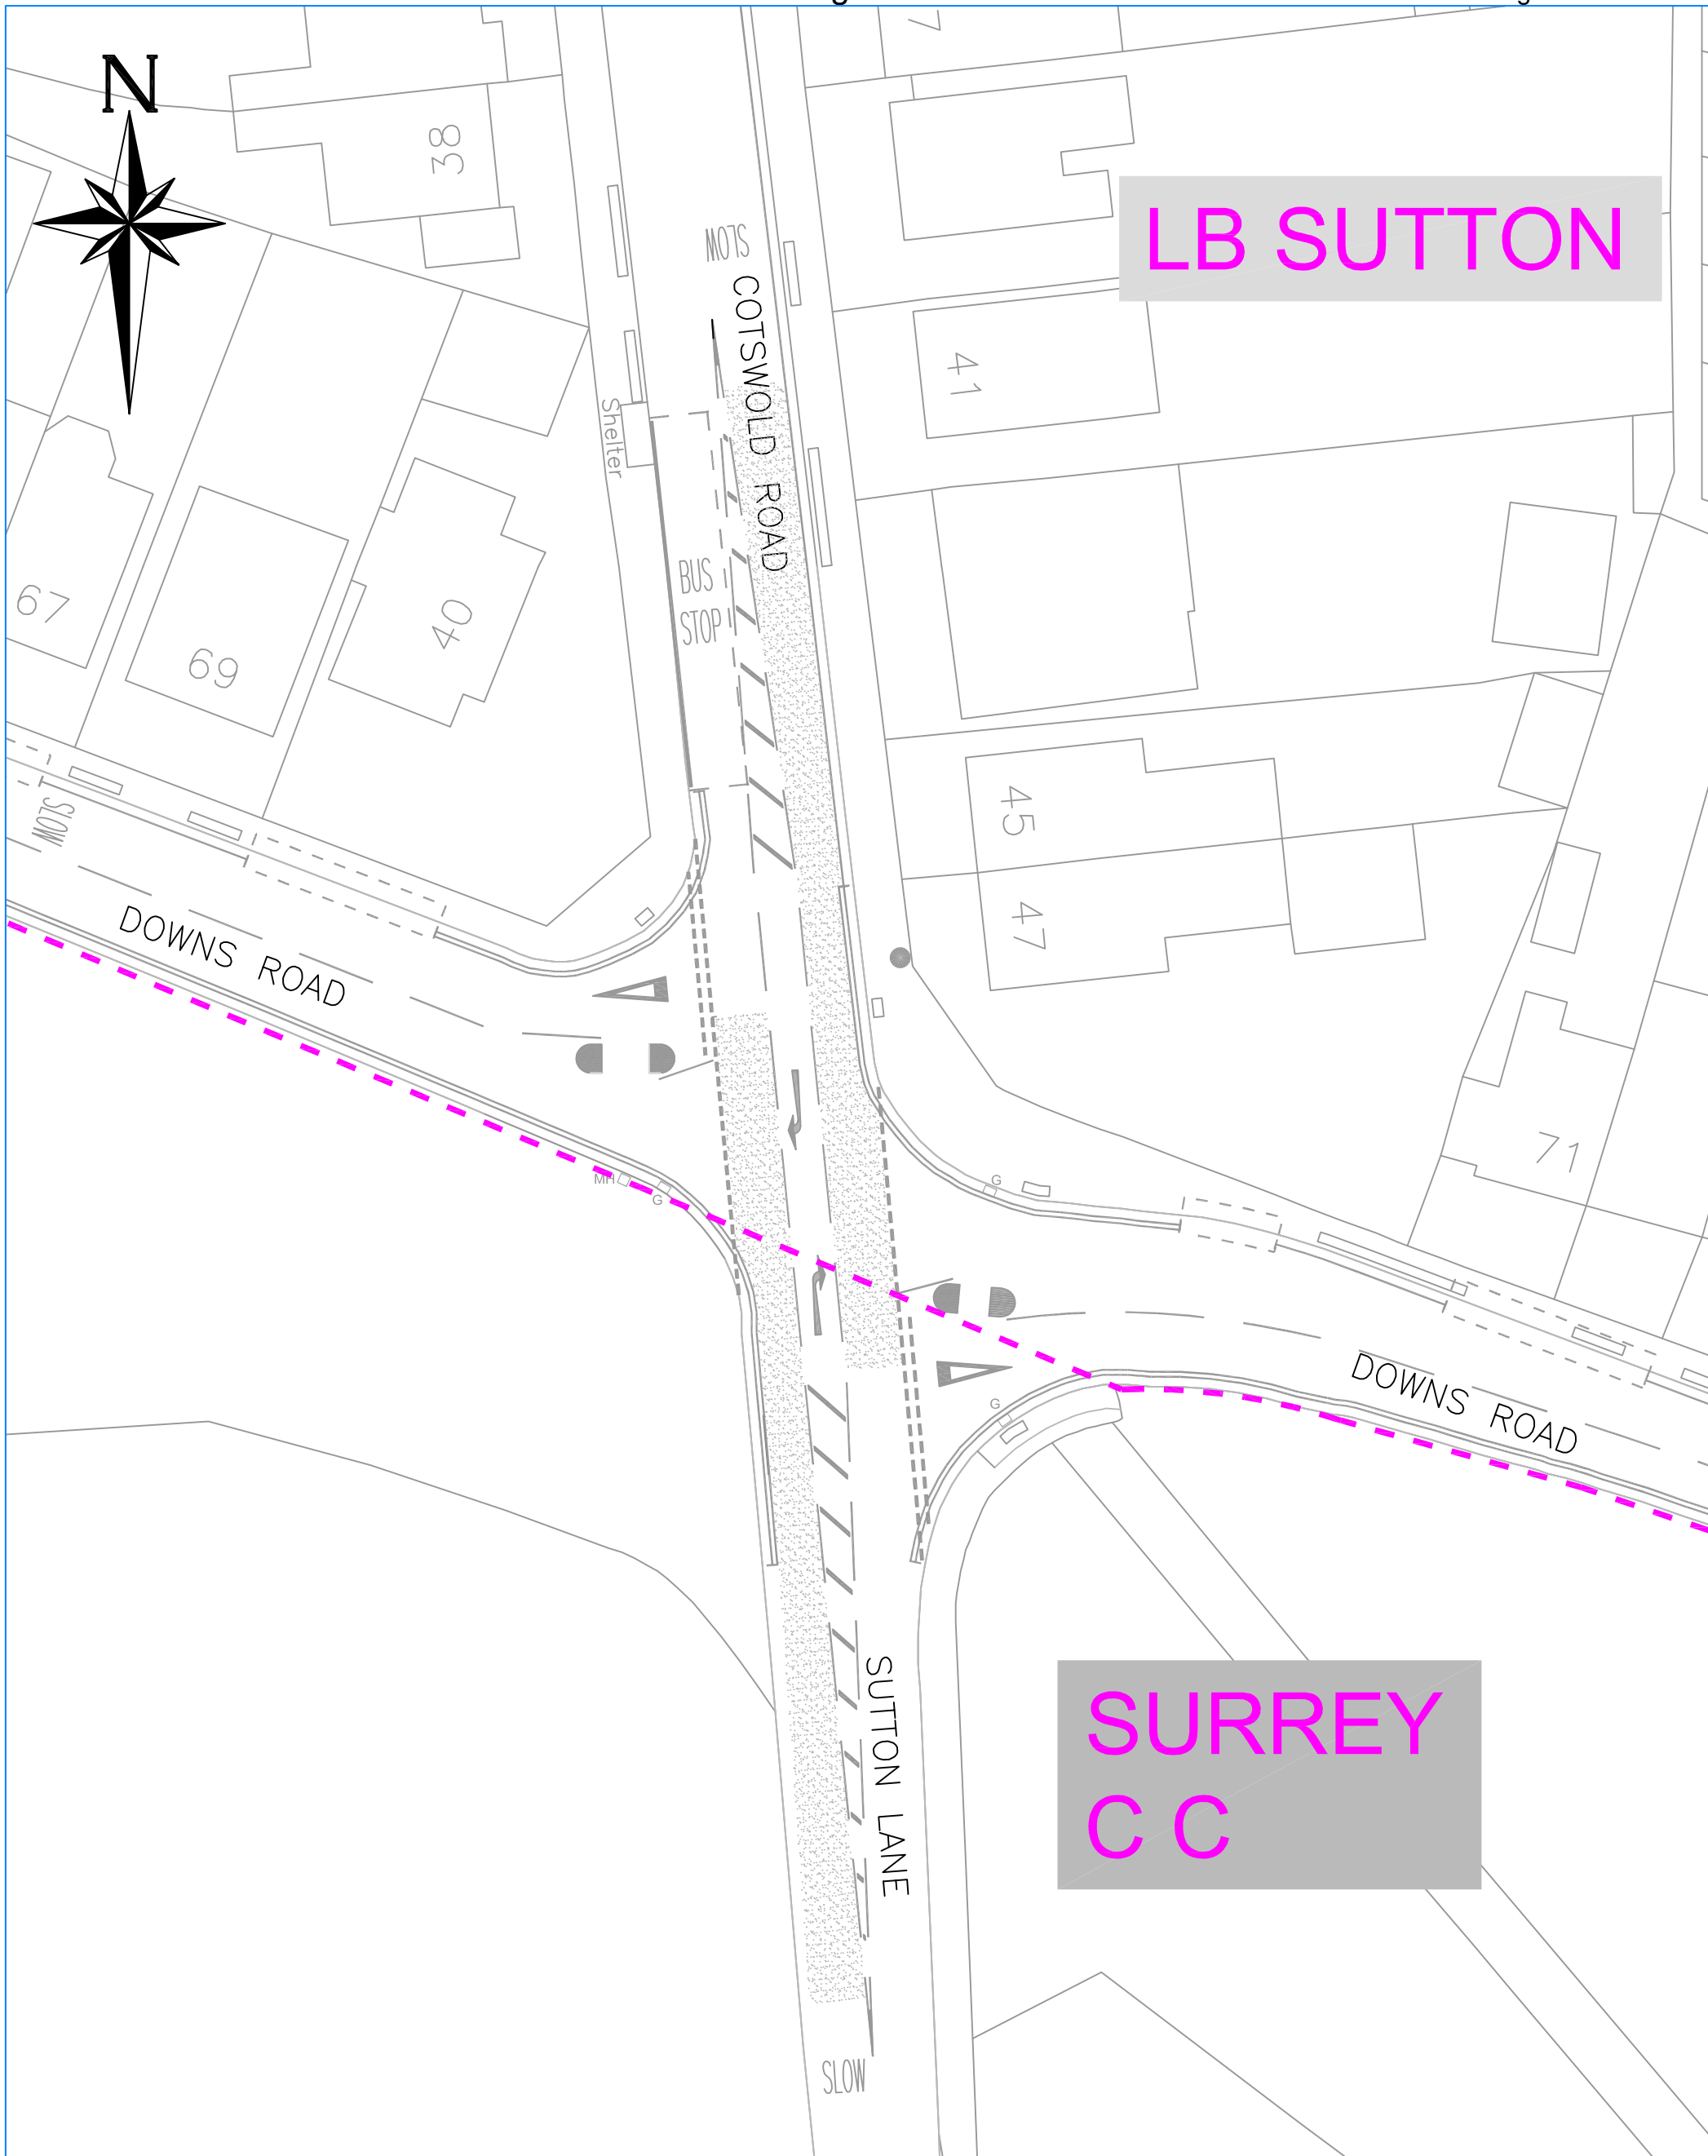 N
38
LB SUTTON
SLOW
COTSWOLD ROAD
41
Shelter
BUS
STOP
67
69
40
45
47
SLOW
DOWNS ROAD
71
MH
G
G
G
DOWNS ROAD
SUTTON LANE
SURREY
C C
SLOW